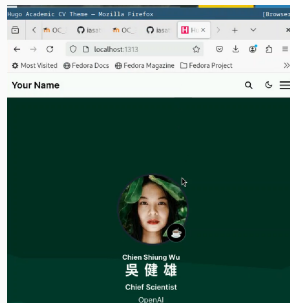 Hugo Academic CV Theme — Mozilla Firefox
[Browser
localhost:1313
Most Visited Fedora Docs Fedora Magazine Fedora Project
Your Name
Chien Shiung Wu
吳健雄
Chief Scientist
OpenAI